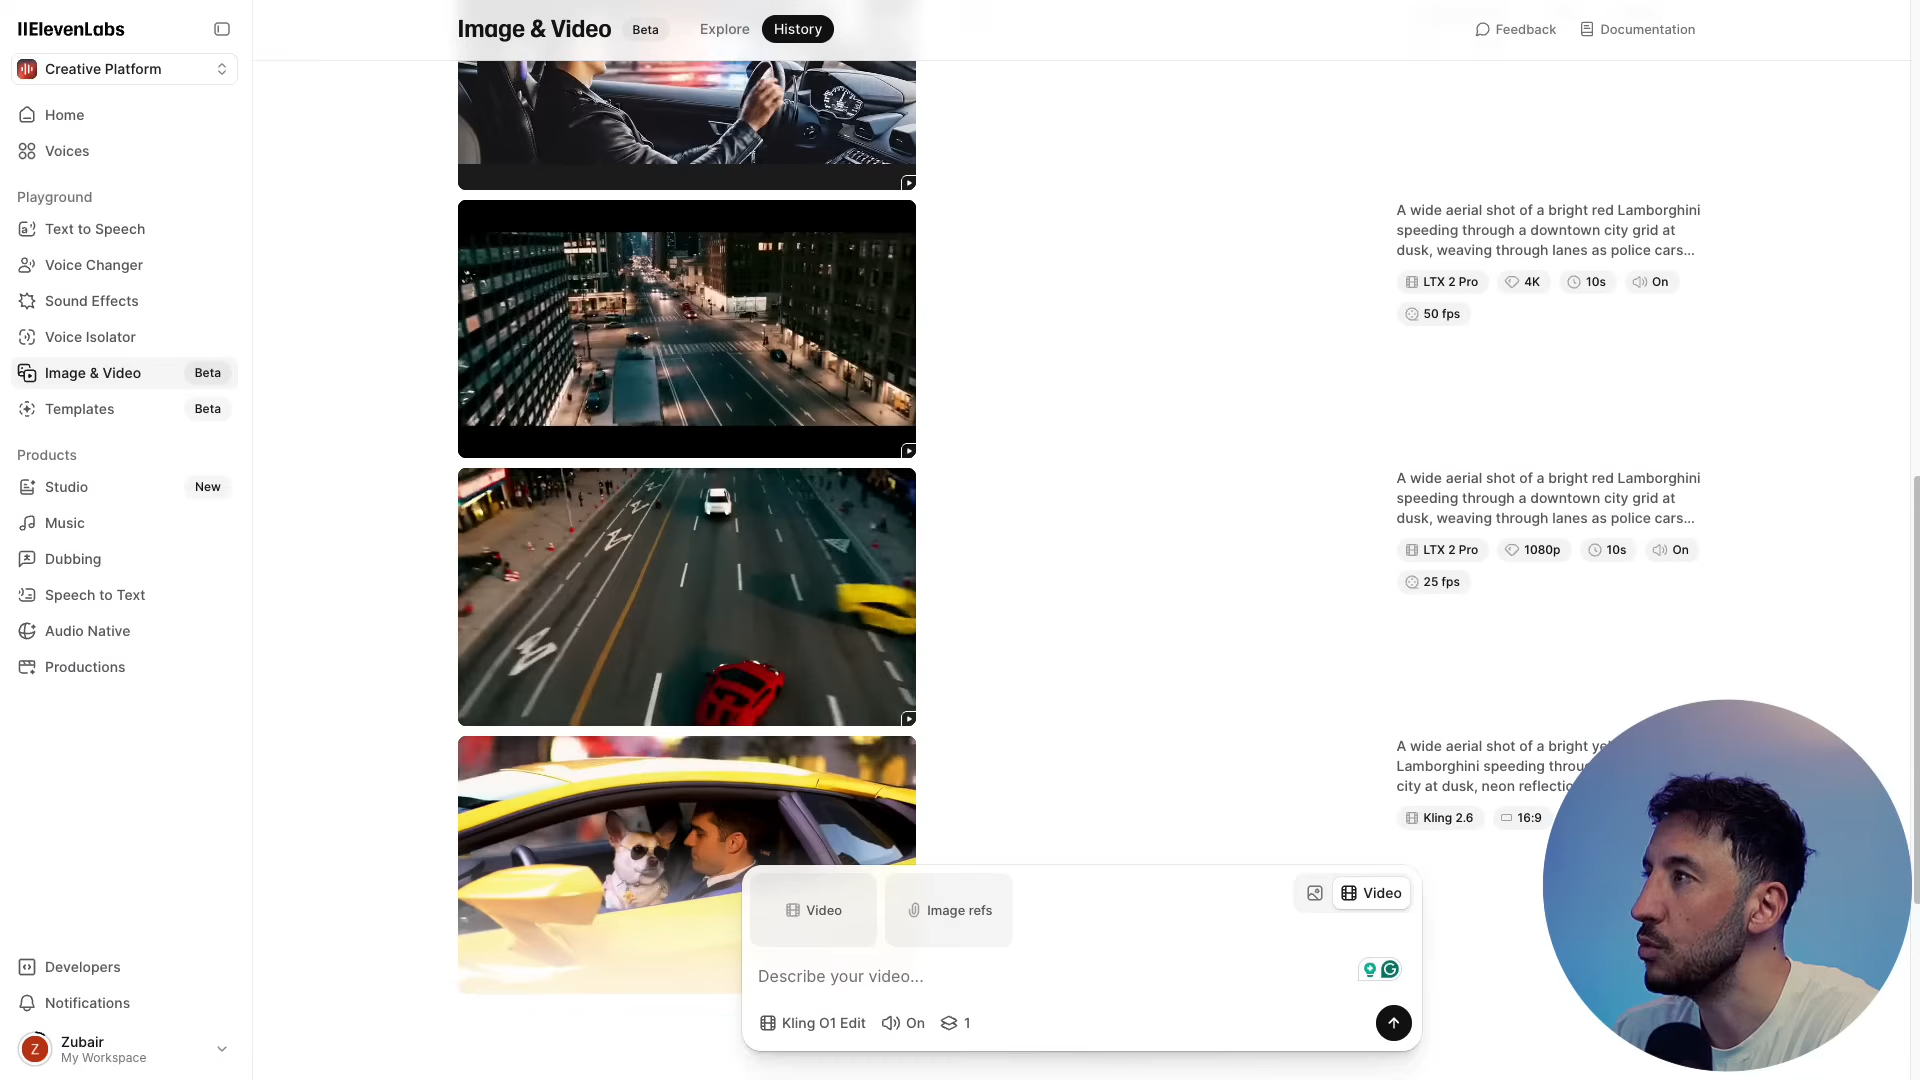 IIElevenLabs
Creative Platform
Home
Voices
Playground
Text to Speech
Voice Changer
Sound Effects
Voice Isolator
Image & Video Beta
Templates Beta
Products
Studio New
Music
Dubbing
Speech to Text
Audio Native
Productions
Developers
Notifications
Z
Zubair
My Workspace
Image & Video Beta Explore History
Feedback Documentation
A wide aerial shot of a bright red Lamborghini
speeding through a downtown city grid at
dusk, weaving through lanes as police cars...
LTX 2 Pro 4K 10s On
50 fps
A wide aerial shot of a bright red Lamborghini
speeding through a downtown city grid at
dusk, weaving through lanes as police cars...
LTX 2 Pro 1080p 10s On
25 fps
A wide aerial shot of a bright
Lamborghini speeding
city at dusk, neon
Kling 2.6 16:9
Video Image refs
Video
Describe your video...
Kling O1 Edit On 1